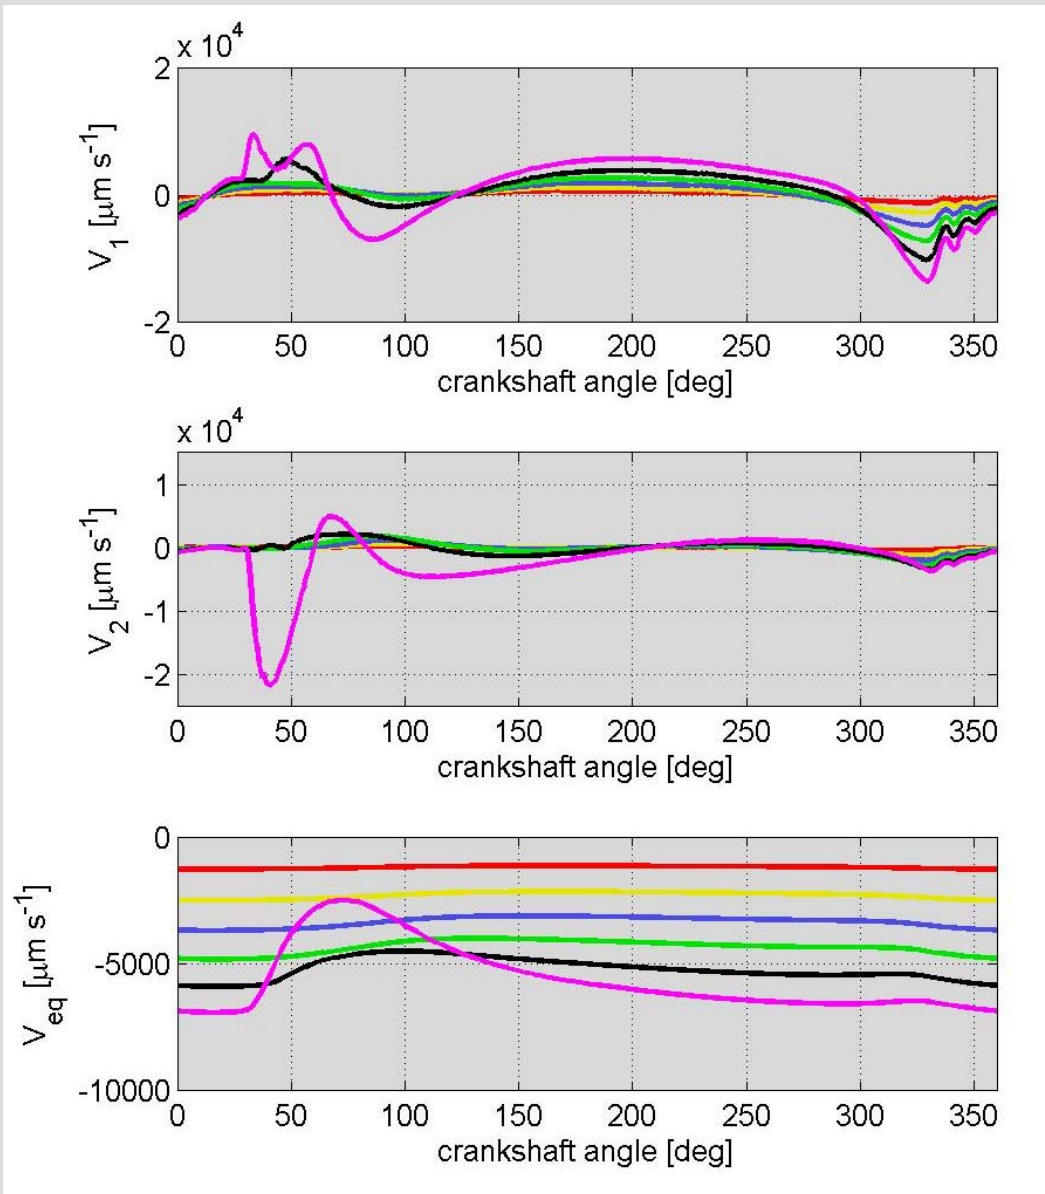 x 10^4
2
0
-2
V_1 [μm s^-1]
0 50 100 150 200 250 300 350
crankshaft angle [deg]
x 10^4
1
0
-1
-2
V_2 [μm s^-1]
0 50 100 150 200 250 300 350
crankshaft angle [deg]
0
-5000
-10000
V_eq [μm s^-1]
0 50 100 150 200 250 300 350
crankshaft angle [deg]